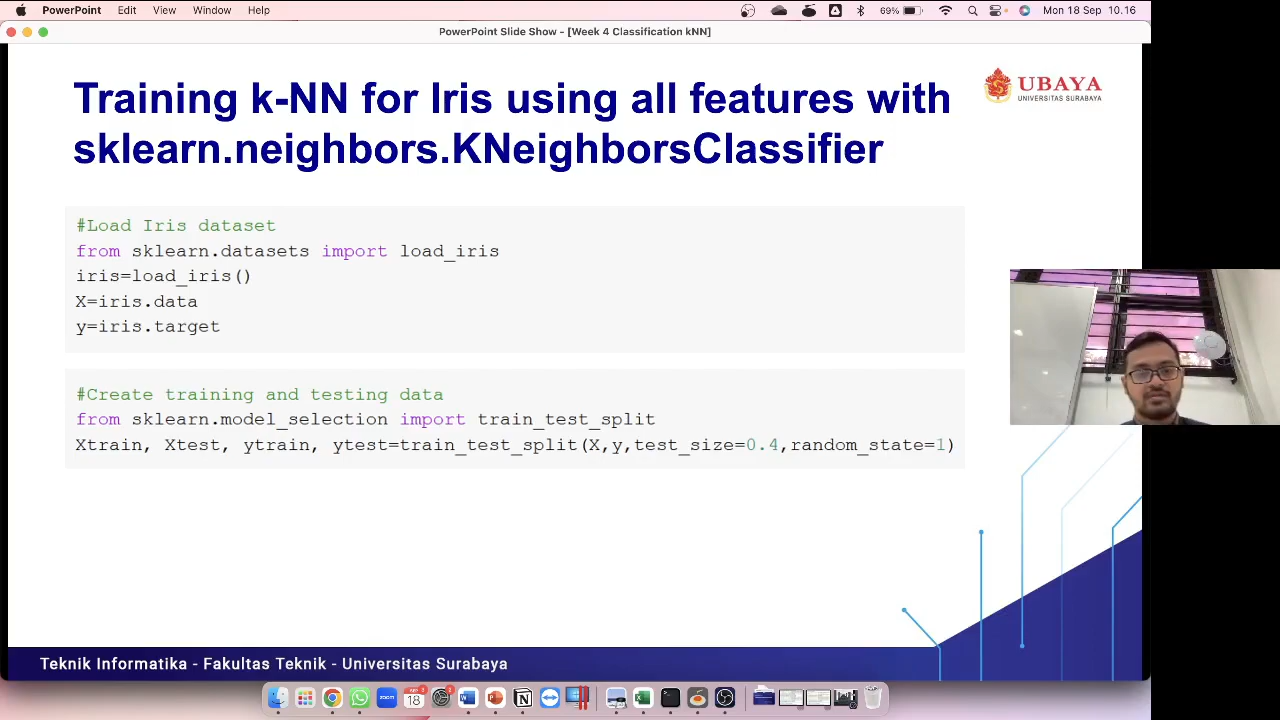 PowerPoint Edit View Window Help 69% Mon 18 Sep 10.16
PowerPoint Slide Show - [Week 4 Classification kNN]
Training k-NN for Iris using all features with
sklearn.neighbors.KNeighborsClassifier
UBAYA
UNIVERSITAS SURABAYA
#Load Iris dataset
from sklearn.datasets import load_iris
iris=load_iris()
X=iris.data
y=iris.target
#Create training and testing data
from sklearn.model_selection import train_test_split
Xtrain, Xtest, ytrain, ytest=train_test_split(X,y,test_size=0.4,random_state=1)
Teknik Informatika - Fakultas Teknik - Universitas Surabaya
zoom
18